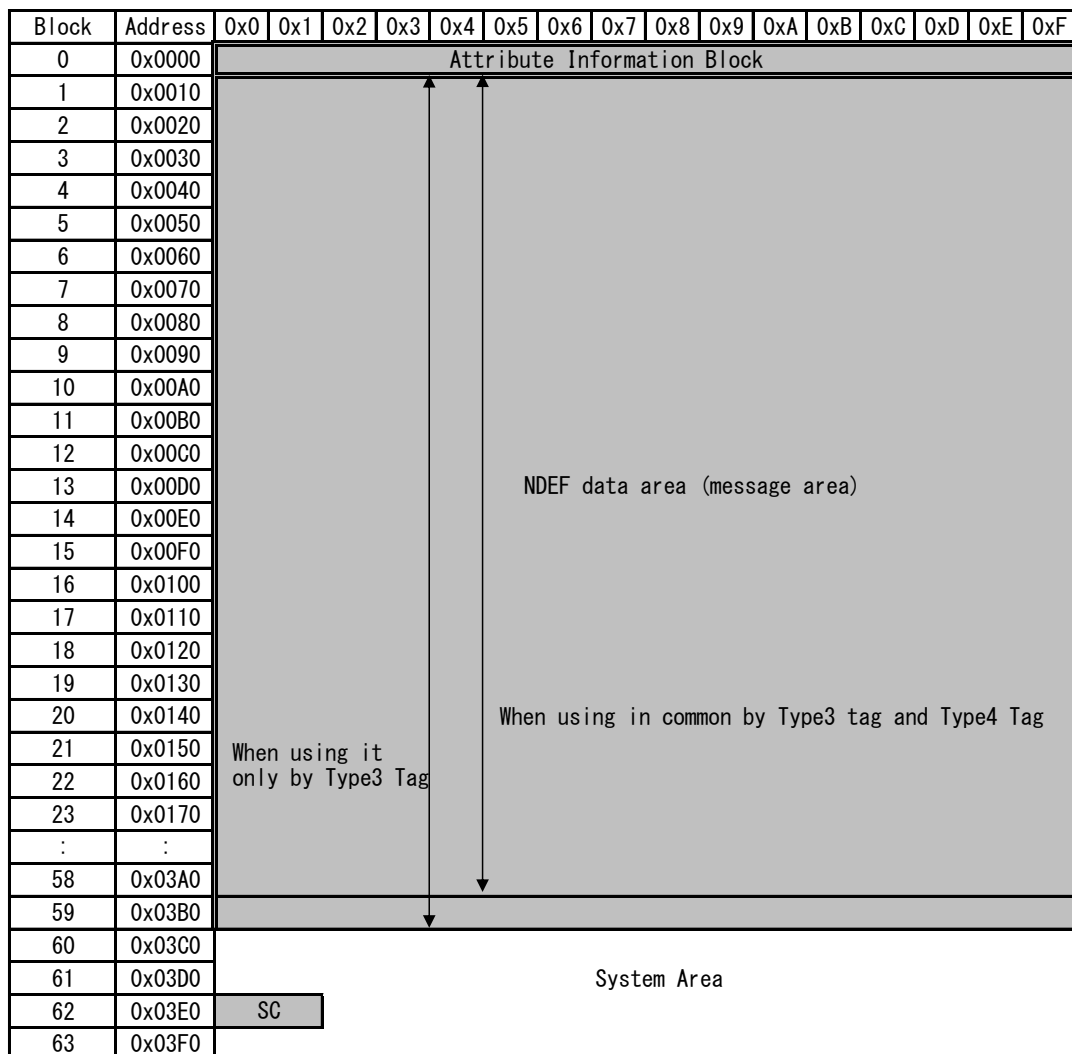 Block Address 0x0 0x1 0x2 0x3 0x4 0x5 0x6 0x7 0x8 0x9 0xA 0xB 0xC 0xD 0xE 0xF
0 0x0000 Attribute Information Block
1 0x0010
2 0x0020
3 0x0030
4 0x0040
5 0x0050
6 0x0060
7 0x0070
8 0x0080
9 0x0090
10 0x00A0
11 0x00B0
12 0x00C0
13 0x00D0 NDEF data area (message area)
14 0x00E0
15 0x00F0
16 0x0100
17 0x0110
18 0x0120
19 0x0130
20 0x0140 When using in common by Type3 tag and Type4 Tag
21 0x0150 When using it
22 0x0160 only by Type3 Tag
23 0x0170
: :
58 0x03A0
59 0x03B0
60 0x03C0
61 0x03D0 System Area
62 0x03E0 SC
63 0x03F0